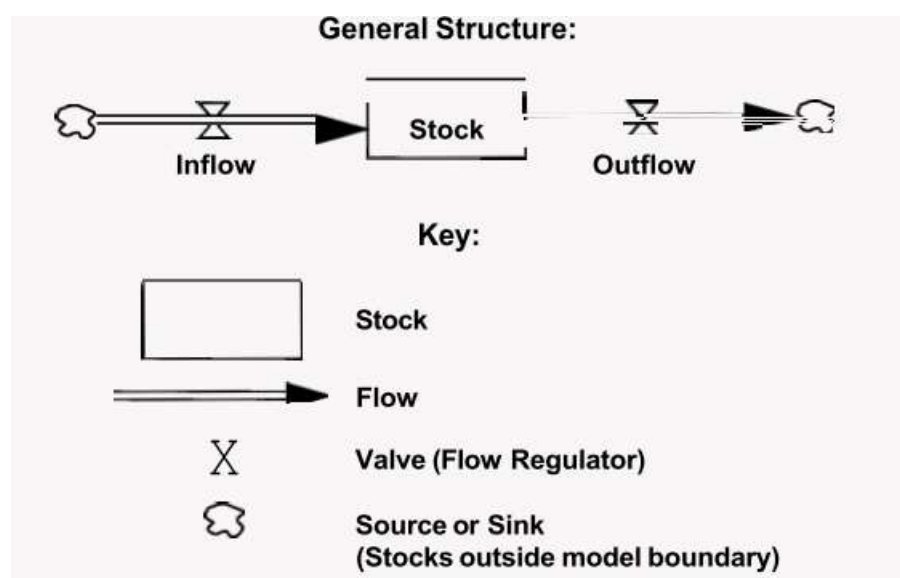 General Structure:
Stock
Inflow
Outflow
Key:
Stock
Flow
X
Valve (Flow Regulator)
Source or Sink
(Stocks outside model boundary)